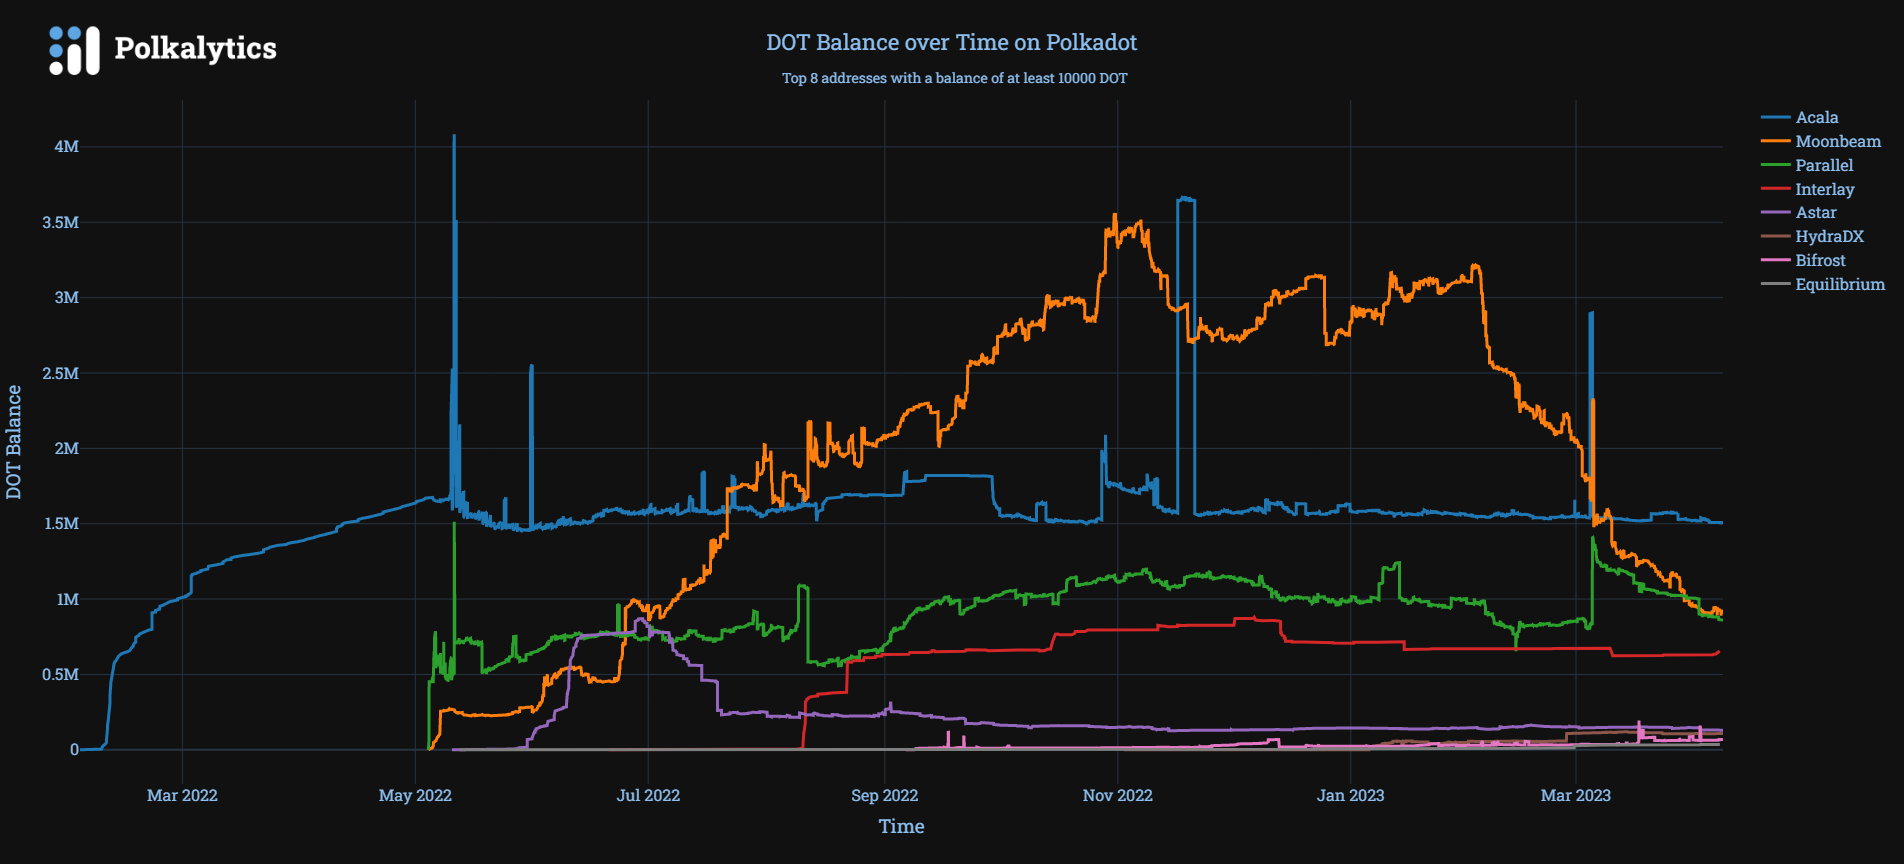 Polkalytics
DOT Balance over Time on Polkadot
Top 8 addresses with a balance of at least 10000 DOT
Acala
Moonbeam
Parallel
Interlay
Astar
HydraDX
Bifrost
Equilibrium
DOT Balance
4M
3.5M
3M
2.5M
2M
1.5M
1M
0.5M
0
Mar 2022
May 2022
Jul 2022
Sep 2022
Nov 2022
Jan 2023
Mar 2023
Time